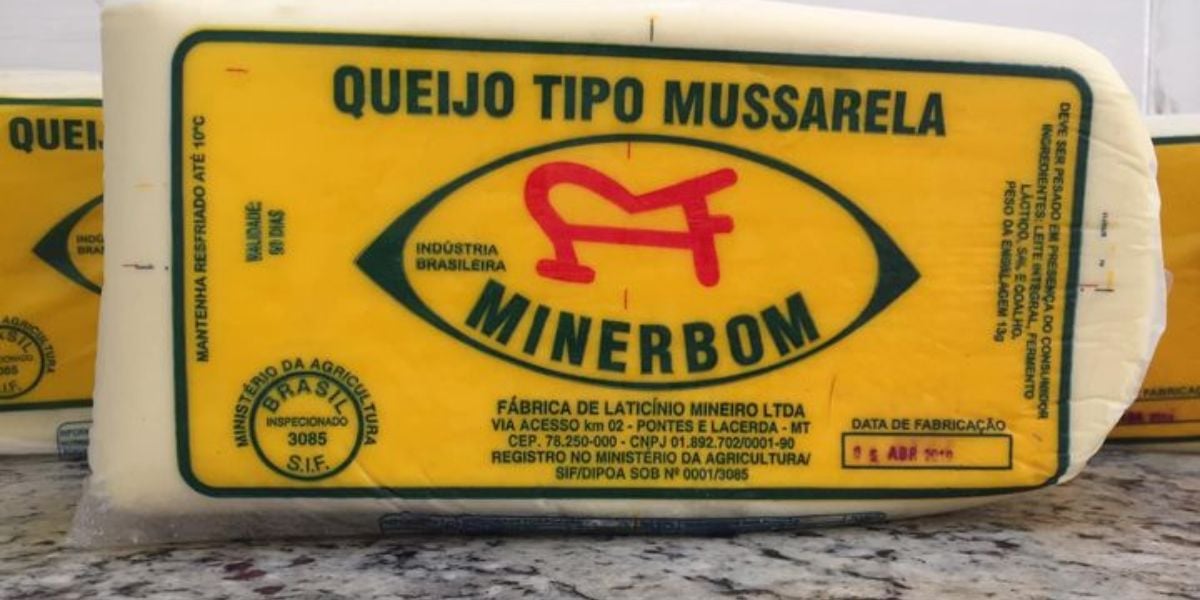 QUEIJO TIPO MUSSARELA
MANTENHA RESFRIADO ATÉ 10°C
VALIDADE:
90 DIAS
INDÚSTRIA
BRASILEIRA
MINERBOM
DEVE SER PESADO EM PRESENÇA DO CONSUMIDOR
INGREDIENTES: LEITE INTEGRAL, FERMENTO
LÁCTICO, SAL E COALHO.
PESO DA EMBALAGEM 13g
MINISTÉRIO DA AGRICULTURA
BRASIL
INSPECIONADO
3085
S.I.F.
FÁBRICA DE LATICÍNIO MINEIRO LTDA
VIA ACESSO km 02 - PONTES E LACERDA - MT
CEP. 78.250-000 - CNPJ 01.892.702/0001-90
REGISTRO NO MINISTÉRIO DA AGRICULTURA/
SIF/DIPOA SOB Nº 0001/3085
DATA DE FABRICAÇÃO
ABR
QUEIJ
AGRICULTURA
S.I.F.